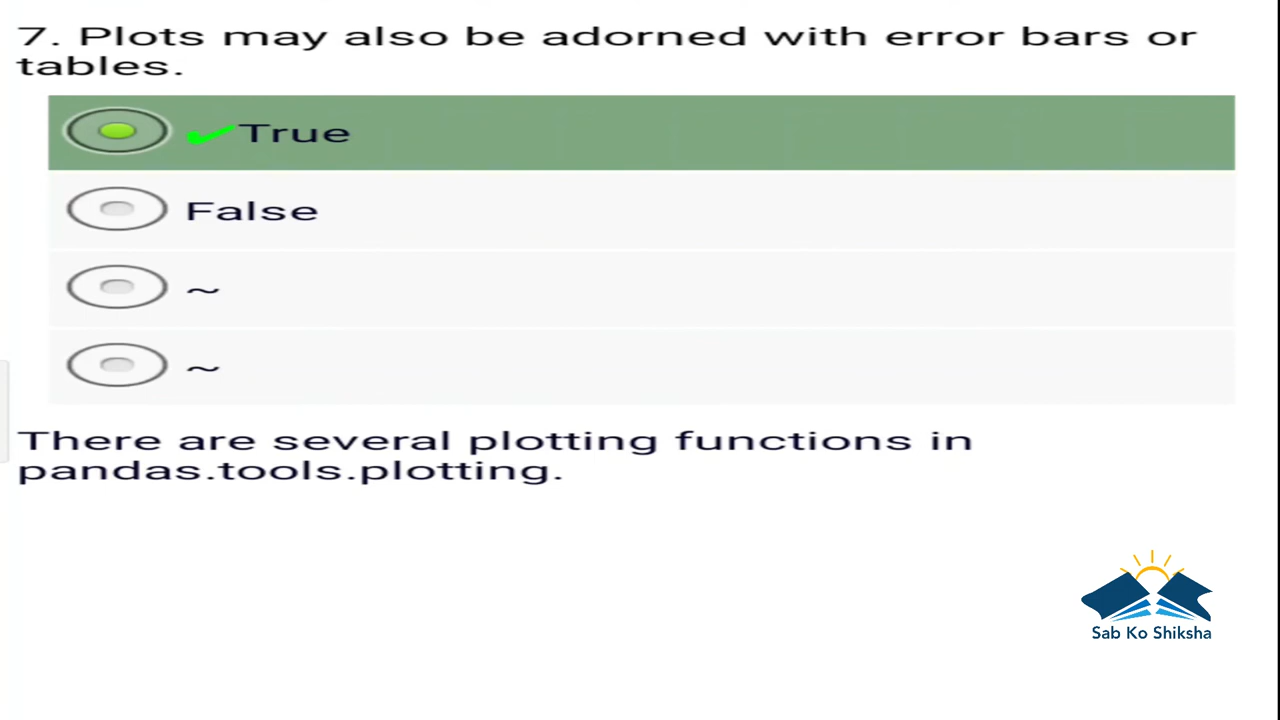 7. Plots may also be adorned with error bars or
tables.
✔True
False
~
~
There are several plotting functions in
pandas.tools.plotting.
Sab Ko Shiksha